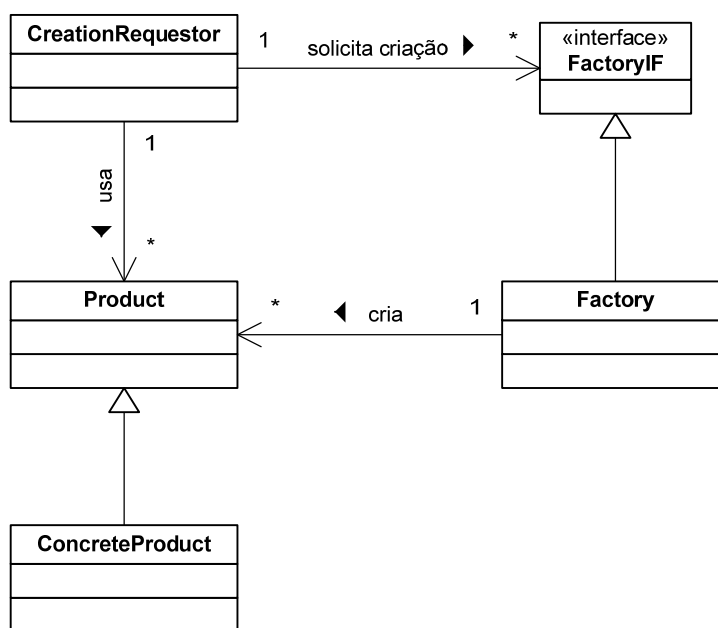 CreationRequestor
1
solicita criação
*
«interface»
FactoryIF
1
usa
*
Product
*
cria
1
Factory
ConcreteProduct